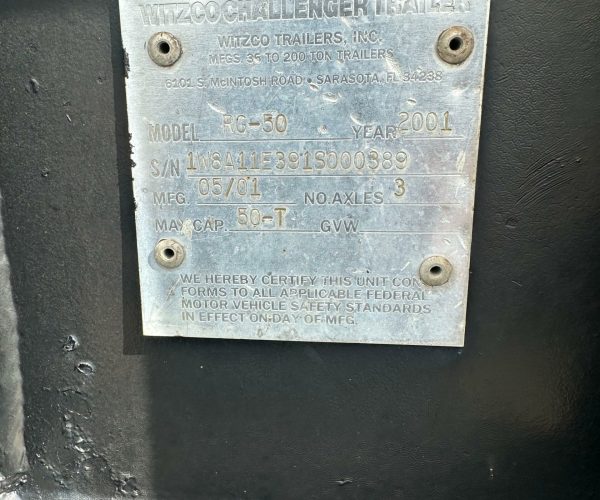 WITZCO CHALLENGER TRAILER
WITZCO TRAILERS, INC.
MFGS. 35 TO 200 TON TRAILERS
6101 S. McINTOSH ROAD • SARASOTA, FL 34238
MODEL RG-50 YEAR 2001
S/N 1W8A11E391S000389
MFG. 05/01 NO. AXLES 3
MAX CAP. 50-T GVW
WE HEREBY CERTIFY THIS UNIT CON-
FORMS TO ALL APPLICABLE FEDERAL
MOTOR VEHICLE SAFETY STANDARDS
IN EFFECT ON DAY OF MFG.